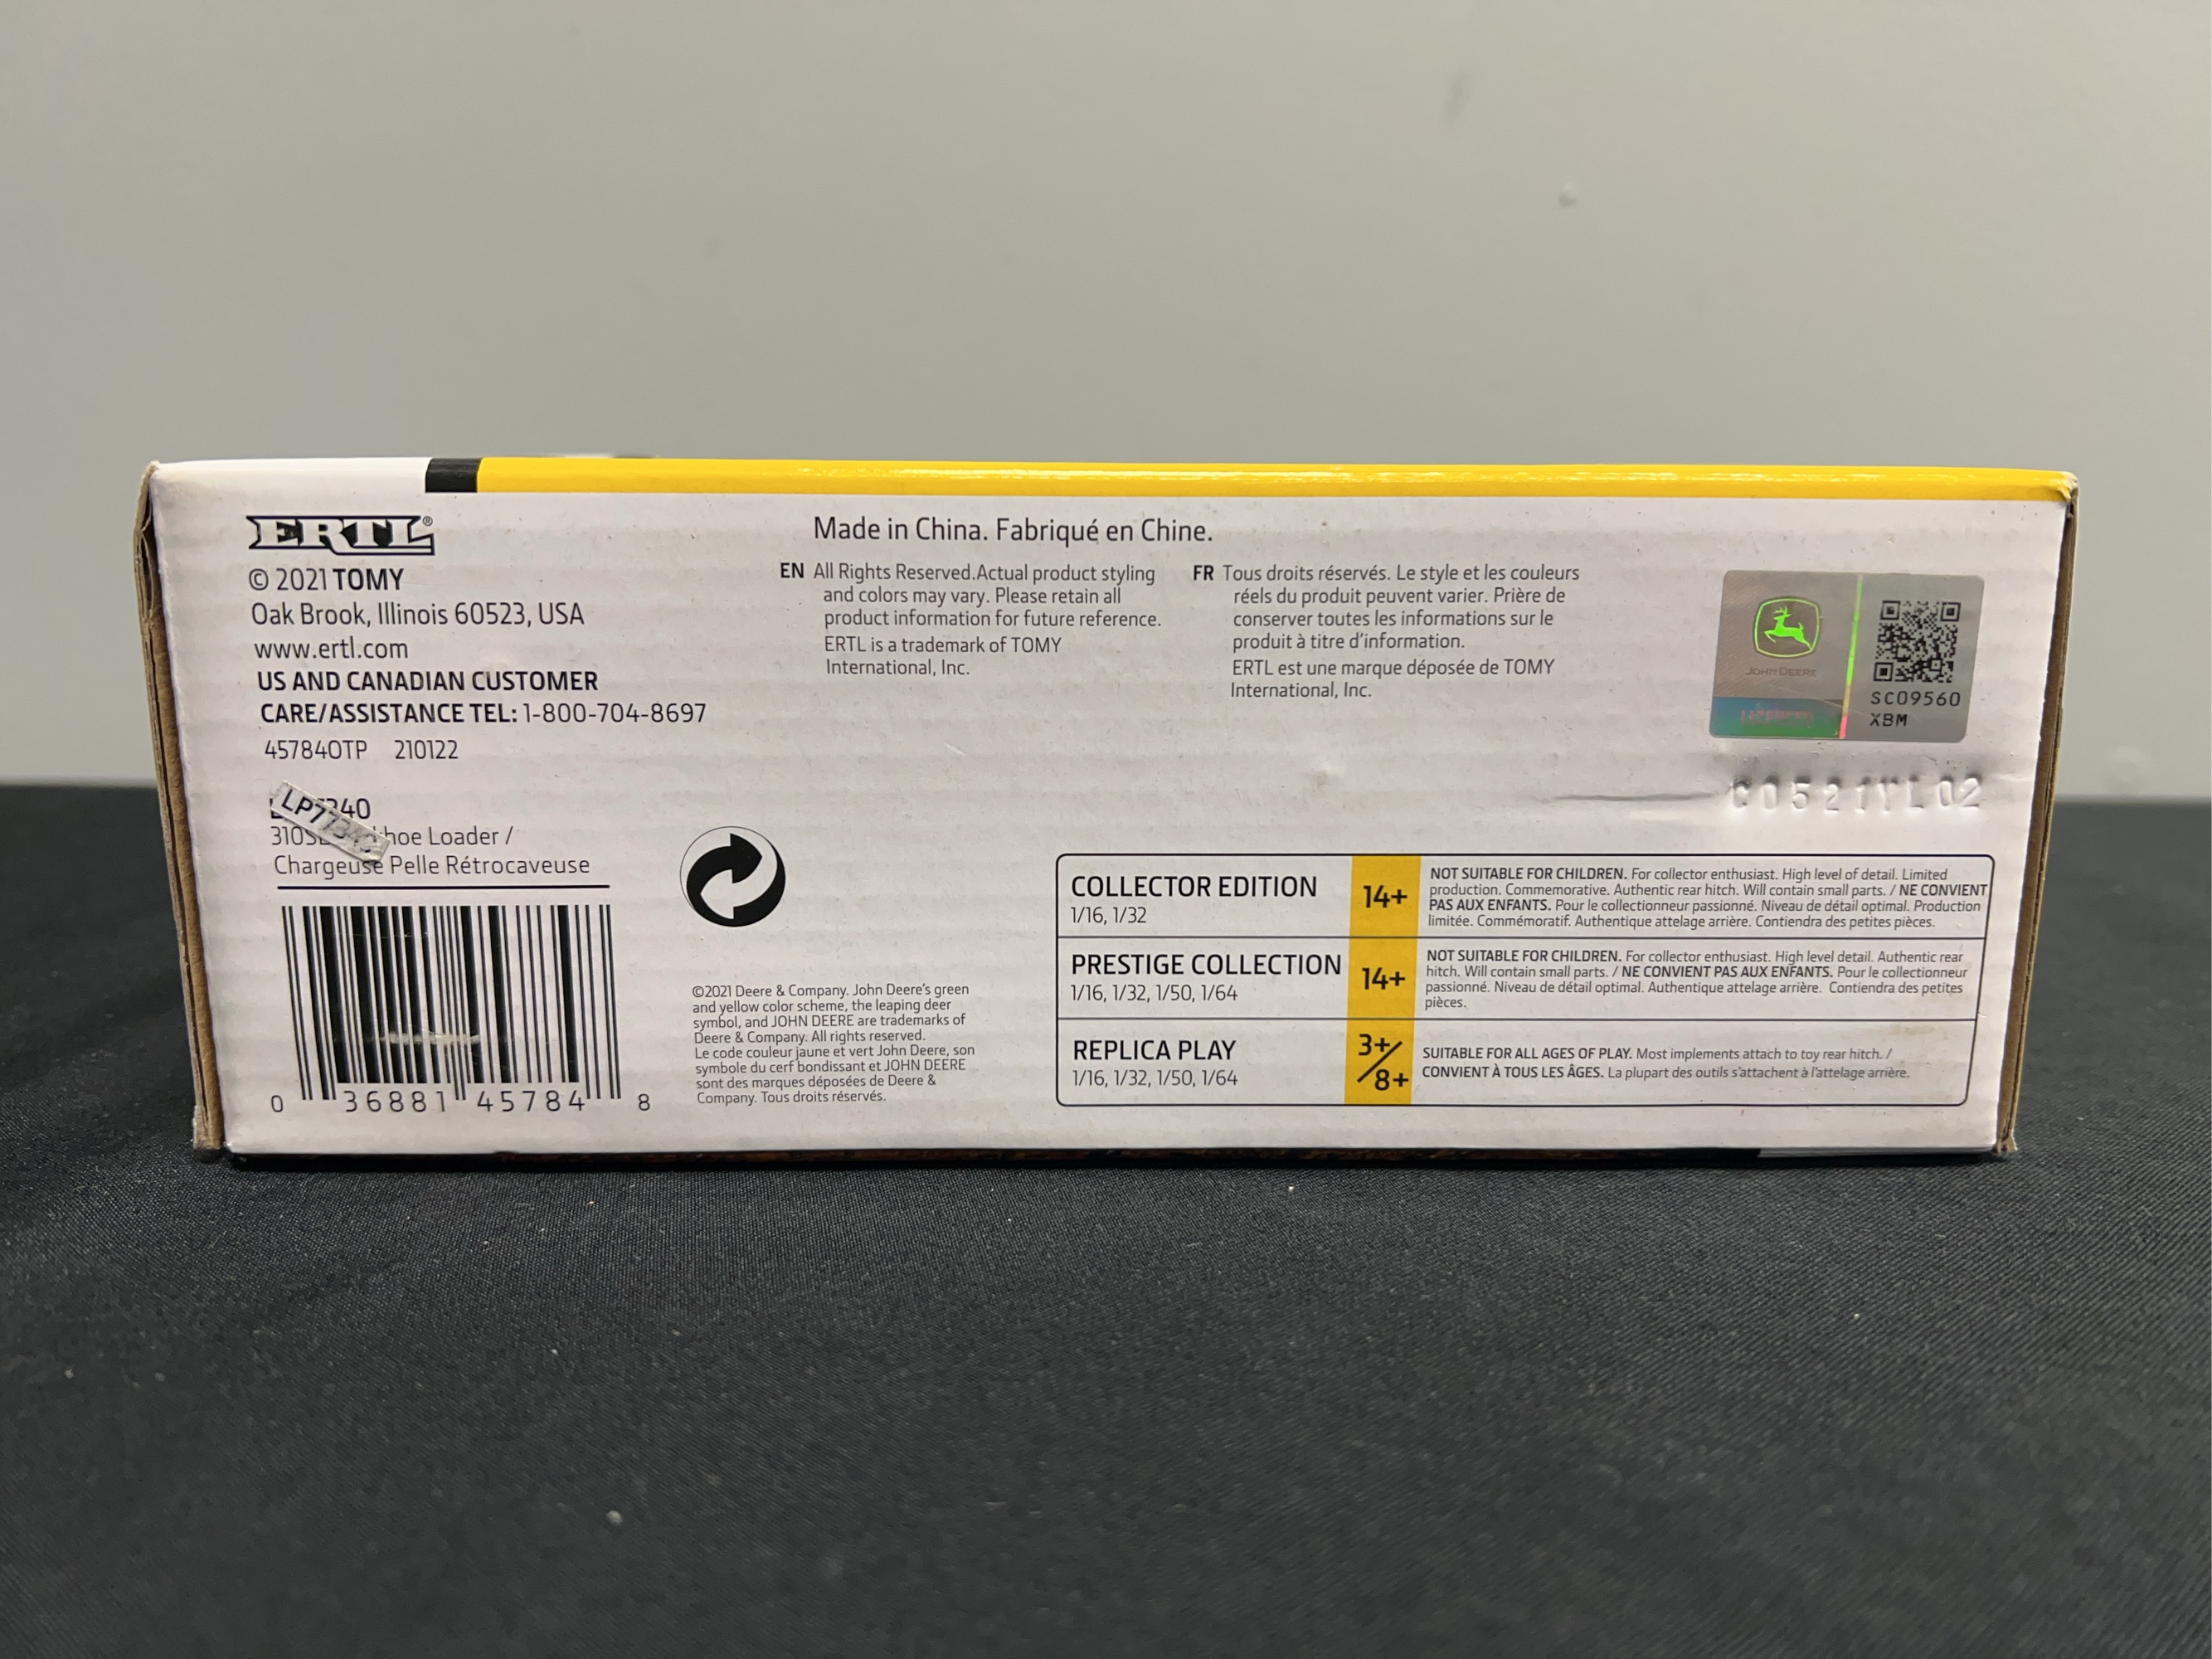 ERTL®
© 2021 TOMY
Oak Brook, Illinois 60523, USA
www.ertl.com
US AND CANADIAN CUSTOMER
CARE/ASSISTANCE TEL: 1-800-704-8697
45784OTP 210122
LP7734C
340
hoe Loader /
Chargeuse Pelle Rétrocaveuse
0 36881 45784 8
Made in China. Fabriqué en Chine.
EN All Rights Reserved.Actual product styling
and colors may vary. Please retain all
product information for future reference.
ERTL is a trademark of TOMY
International, Inc.
FR Tous droits réservés. Le style et les couleurs
réels du produit peuvent varier. Prière de
conserver toutes les informations sur le
produit à titre d'information.
ERTL est une marque déposée de TOMY
International, Inc.
JOHN DEERE
LICENSED
SC09560
XBM
C0521YL02
©2021 Deere & Company. John Deere's green
and yellow color scheme, the leaping deer
symbol, and JOHN DEERE are trademarks of
Deere & Company. All rights reserved.
Le code couleur jaune et vert John Deere, son
symbole du cerf bondissant et JOHN DEERE
sont des marques déposées de Deere &
Company. Tous droits réservés.
COLLECTOR EDITION
1/16, 1/32
14+
NOT SUITABLE FOR CHILDREN. For collector enthusiast. High level of detail. Limited
production. Commemorative. Authentic rear hitch. Will contain small parts. / NE CONVIENT
PAS AUX ENFANTS. Pour le collectionneur passionné. Niveau de détail optimal. Production
limitée. Commémoratif. Authentique attelage arrière. Contiendra des petites pièces.
PRESTIGE COLLECTION
1/16, 1/32, 1/50, 1/64
14+
NOT SUITABLE FOR CHILDREN. For collector enthusiast. High level detail. Authentic rear
hitch. Will contain small parts. / NE CONVIENT PAS AUX ENFANTS. Pour le collectionneur
passionné. Niveau de détail optimal. Authentique attelage arrière. Contiendra des petites
pièces.
REPLICA PLAY
1/16, 1/32, 1/50, 1/64
3+/8+
SUITABLE FOR ALL AGES OF PLAY. Most implements attach to toy rear hitch. /
CONVIENT À TOUS LES ÂGES. La plupart des outils s'attachent à l'attelage arrière.